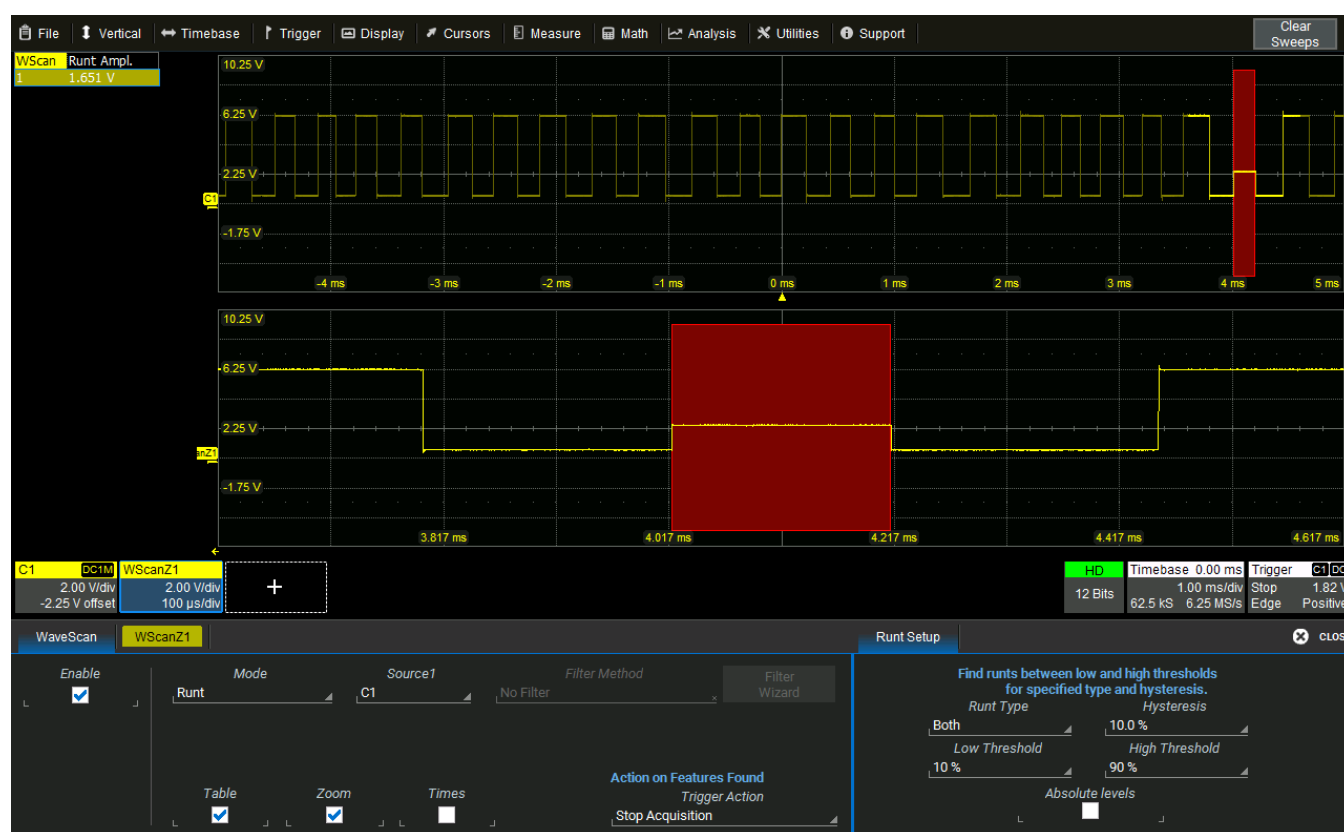 File Vertical Timebase Trigger Display Cursors Measure Math Analysis Utilities Support Clear Sweeps
WScan Runt Ampl.
1 1.651 V
10.25 V
6.25 V
2.25 V
C1
-1.75 V
-4 ms -3 ms -2 ms -1 ms 0 ms 1 ms 2 ms 3 ms 4 ms 5 ms
10.25 V
6.25 V
2.25 V
anZ1
-1.75 V
3.817 ms 4.017 ms 4.217 ms 4.417 ms 4.617 ms
C1 DC1M WScanZ1 HD Timebase 0.00 ms Trigger C1 DC
2.00 V/div 2.00 V/div + 12 Bits 1.00 ms/div Stop 1.82 V
-2.25 V offset 100 µs/div 62.5 kS 6.25 MS/s Edge Positive
WaveScan WScanZ1 Runt Setup CLOS
Enable Mode Source1 Filter Method Filter Wizard
Runt C1 No Filter
Find runts between low and high thresholds
for specified type and hysteresis.
Runt Type Hysteresis
Both 10.0 %
Low Threshold High Threshold
10 % 90 %
Action on Features Found
Table Zoom Times Trigger Action Absolute levels
Stop Acquisition